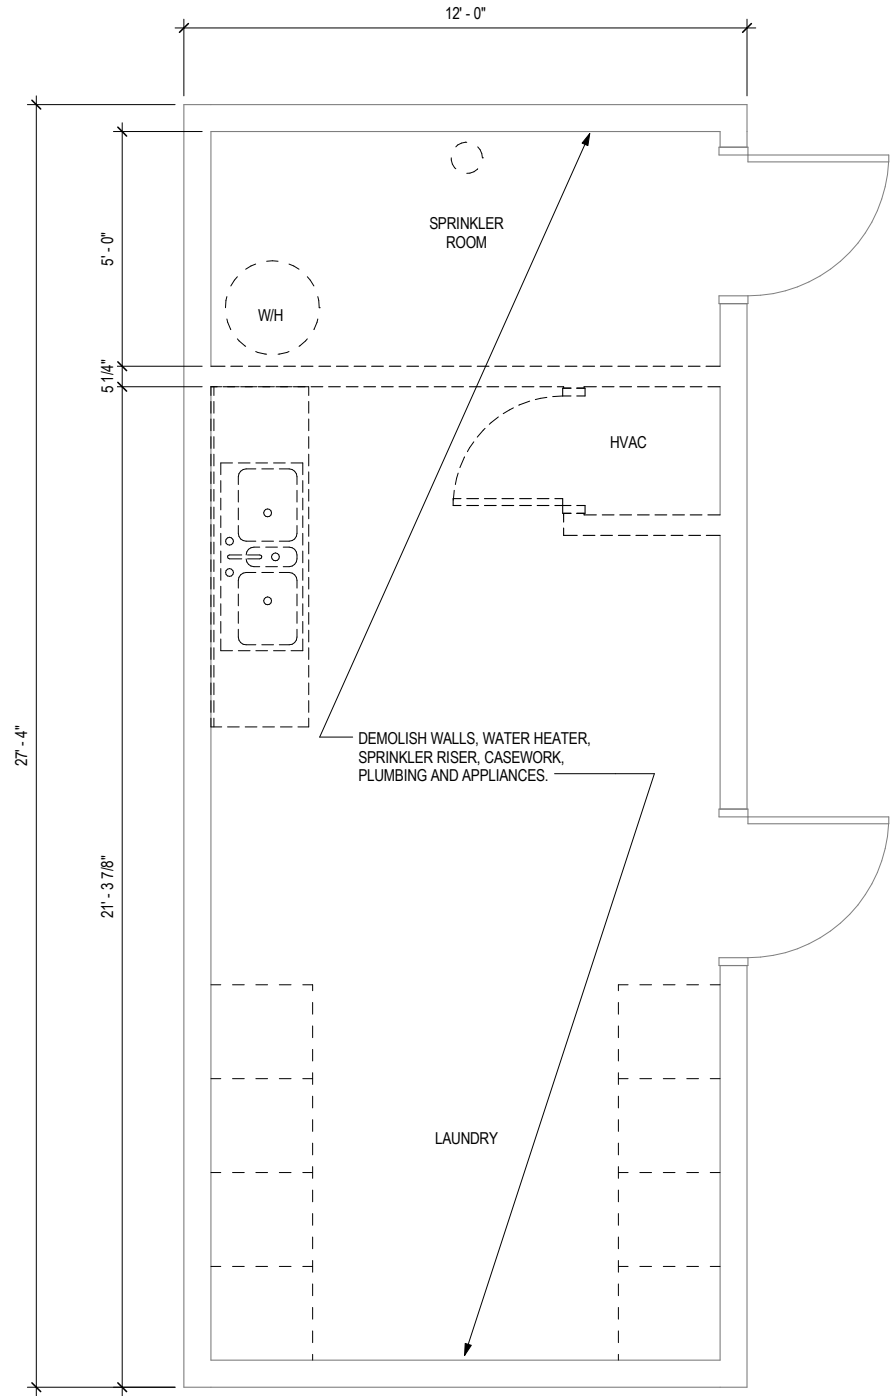 12' - 0"
SPRINKLER
ROOM
5' - 0"
W/H
5 1/4"
HVAC
27' - 4"
DEMOLISH WALLS, WATER HEATER,
SPRINKLER RISER, CASEWORK,
PLUMBING AND APPLIANCES.
21' - 3 7/8"
LAUNDRY